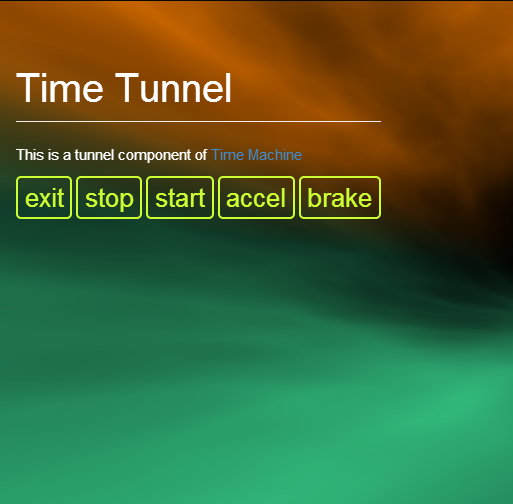 Time Tunnel
This is a tunnel component of Time Machine
exit stop start accel brake